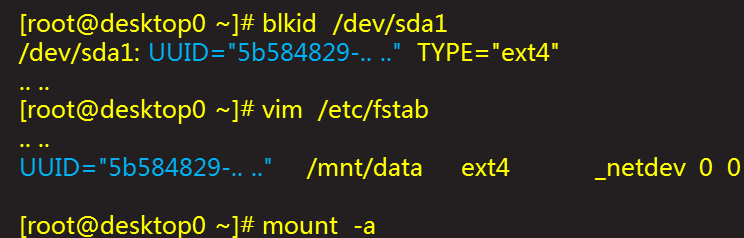 [root@desktop0 ~]# blkid /dev/sda1
/dev/sda1: UUID="5b584829-.. .." TYPE="ext4"
.. ..
[root@desktop0 ~]# vim /etc/fstab
.. ..
UUID="5b584829-.. .." /mnt/data ext4 _netdev 0 0
[root@desktop0 ~]# mount -a